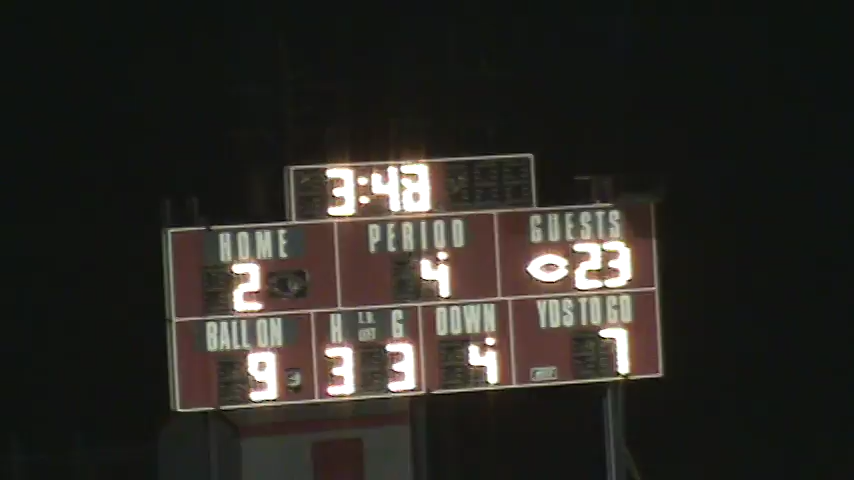 3:48
HOME PERIOD GUESTS
2 4 23
BALL ON H T.O. LEFT G DOWN YDS TO GO
9 3 3 4 7